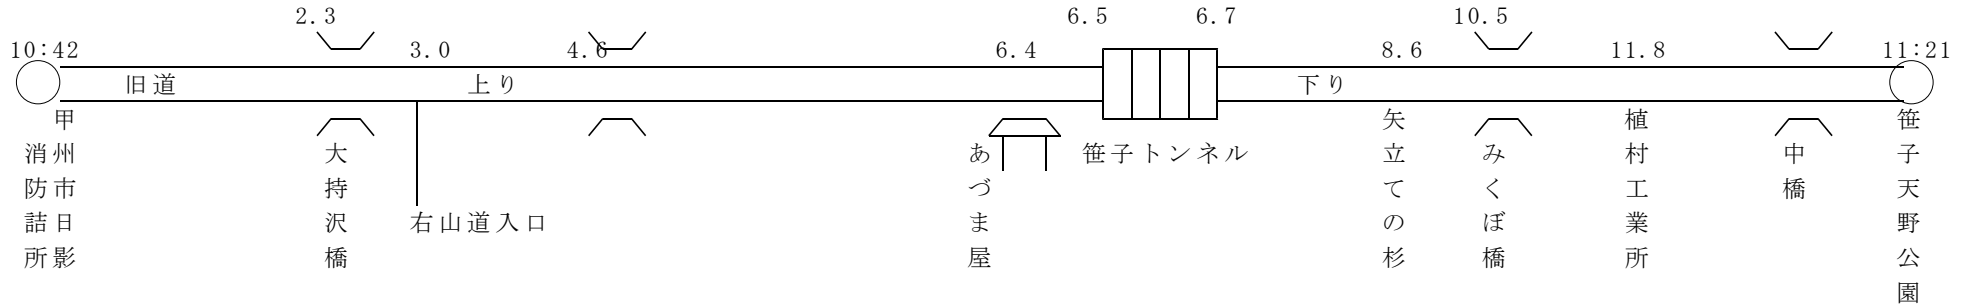 2.3
6.5
6.7
10.5
10:42
3.0
4.6
6.4
8.6
11.8
11:21
旧道
上り
下り
甲州市日影
消防詰所
大持沢橋
右山道入口
あづま屋
笹子トンネル
矢立ての杉
みくぼ橋
植村工業所
中橋
笹子天野公園